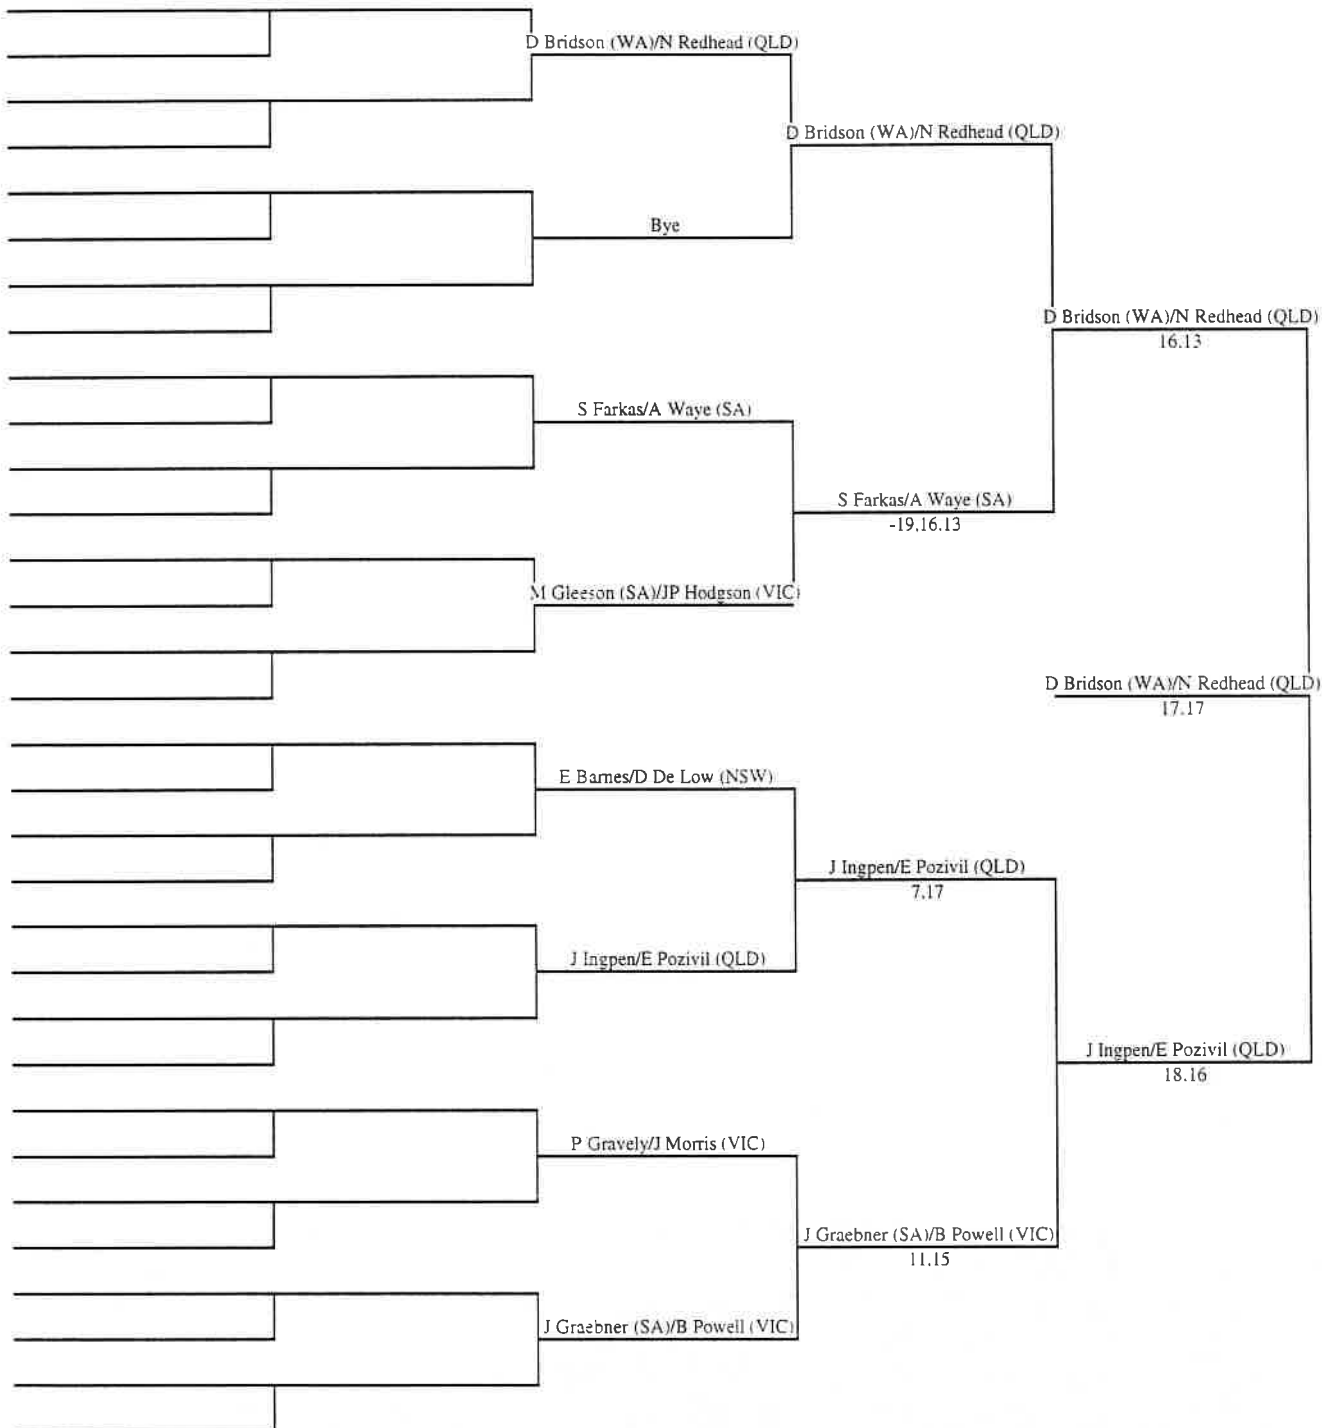 D Bridson (WA)/N Redhead (QLD)
D Bridson (WA)/N Redhead (QLD)
Bye
D Bridson (WA)/N Redhead (QLD)
16.13
S Farkas/A Waye (SA)
S Farkas/A Waye (SA)
-19.16.13
M Gleeson (SA)/JP Hodgson (VIC)
D Bridson (WA)/N Redhead (QLD)
17.17
E Barnes/D De Low (NSW)
J Ingpen/E Pozivil (QLD)
7.17
J Ingpen/E Pozivil (QLD)
J Ingpen/E Pozivil (QLD)
18.16
P Gravely/J Morris (VIC)
J Graebner (SA)/B Powell (VIC)
11.15
J Graebner (SA)/B Powell (VIC)